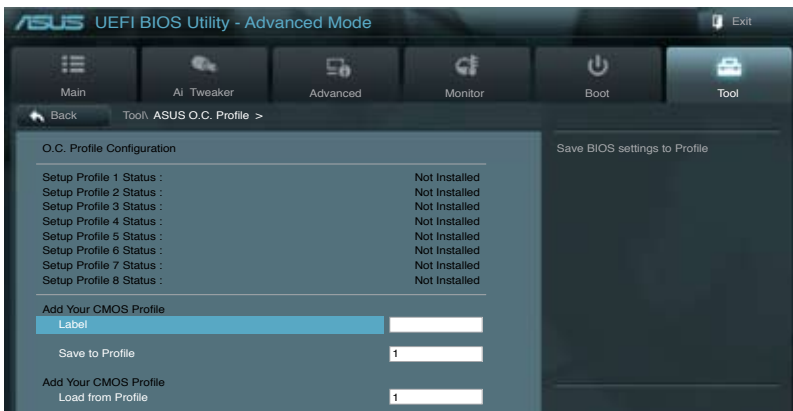 ASUS UEFI BIOS Utility - Advanced Mode
Exit
Main
Ai Tweaker
Advanced
Monitor
Boot
Tool
Back
Tool\ ASUS O.C. Profile >
O.C. Profile Configuration
Save BIOS settings to Profile
Setup Profile 1 Status : Not Installed
Setup Profile 2 Status : Not Installed
Setup Profile 3 Status : Not Installed
Setup Profile 4 Status : Not Installed
Setup Profile 5 Status : Not Installed
Setup Profile 6 Status : Not Installed
Setup Profile 7 Status : Not Installed
Setup Profile 8 Status : Not Installed
Add Your CMOS Profile
Label
Save to Profile 1
Add Your CMOS Profile
Load from Profile 1